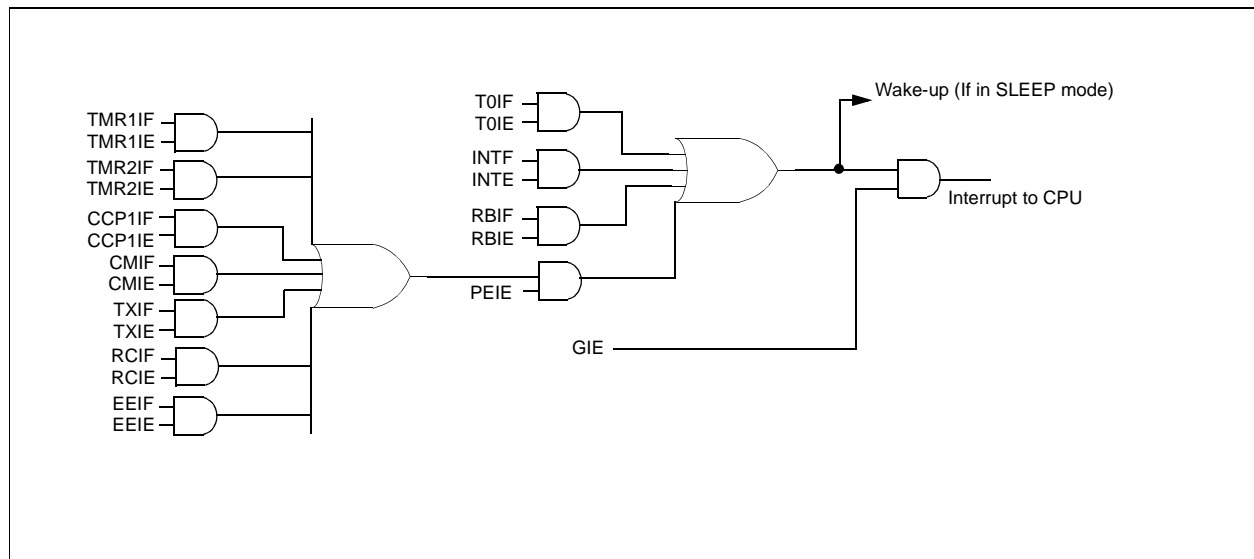 TMR1IF
TMR1IE
TMR2IF
TMR2IE
CCP1IF
CCP1IE
CMIF
CMIE
TXIF
TXIE
RCIF
RCIE
EEIF
EEIE
T0IF
T0IE
INTF
INTE
RBIF
RBIE
PEIE
GIE
Wake-up (If in SLEEP mode)
Interrupt to CPU